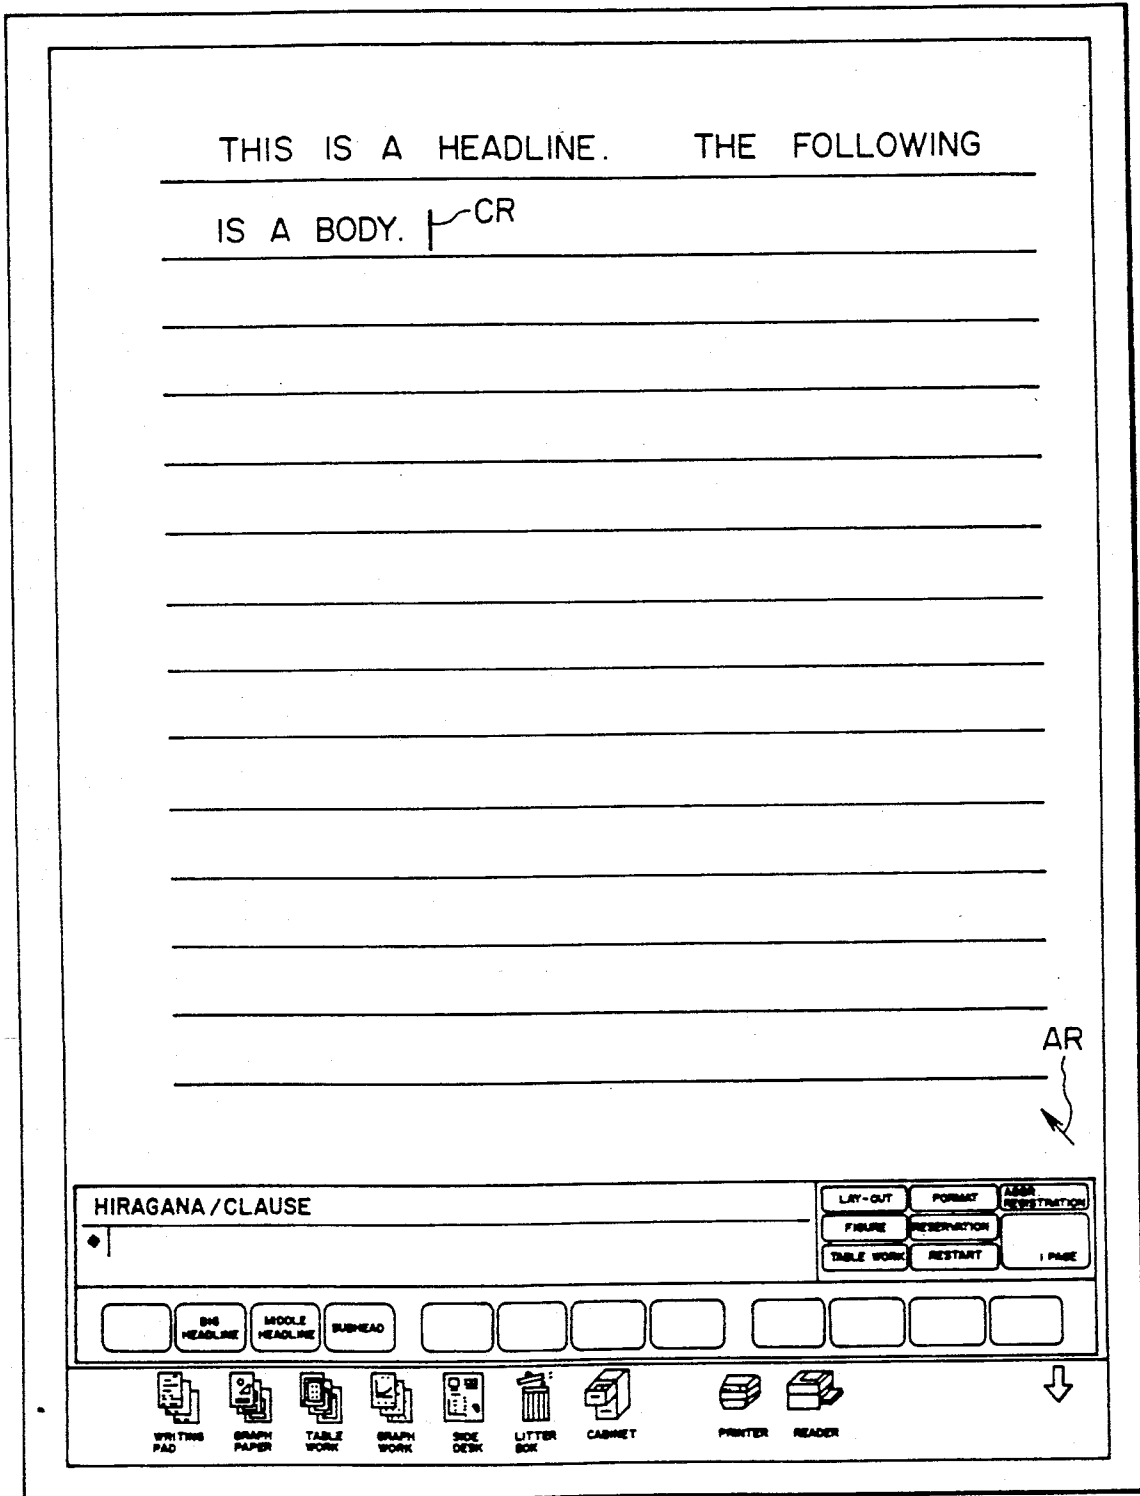 THIS IS A HEADLINE. THE FOLLOWING
IS A BODY. CR
AR
HIRAGANA/CLAUSE
LAY-OUT FORMAT ABBR REGISTRATION
FIGURE RESERVATION
TABLE WORK RESTART 1 PAGE
BIG HEADLINE MIDDLE HEADLINE SUBHEAD
WRITING PAD GRAPH PAPER TABLE WORK GRAPH WORK SIDE DESK LITTER BOX CABINET PRINTER READER